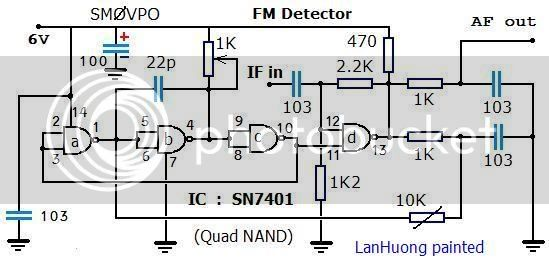 SMØVPO
FM Detector
AF out
6V
1K
470
22p
IF in
2.2K
100
103
1K
103
14
2
1
3
a
5
4
6
b
7
9
10
8
c
12
11
13
d
1K
103
photobucket
1K2
10K
103
IC : SN7401
(Quad NAND)
LanHuong painted